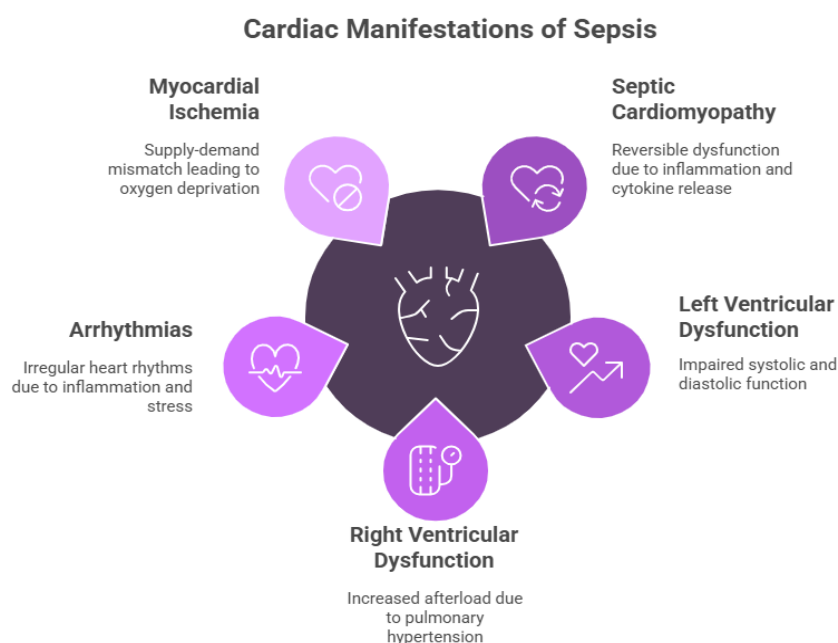 Cardiac Manifestations of Sepsis
Myocardial
Ischemia
Supply-demand
mismatch leading to
oxygen deprivation
Septic
Cardiomyopathy
Reversible dysfunction
due to inflammation and
cytokine release
Arrhythmias
Irregular heart rhythms
due to inflammation and
stress
Left Ventricular
Dysfunction
Impaired systolic and
diastolic function
Right Ventricular
Dysfunction
Increased afterload due
to pulmonary
hypertension